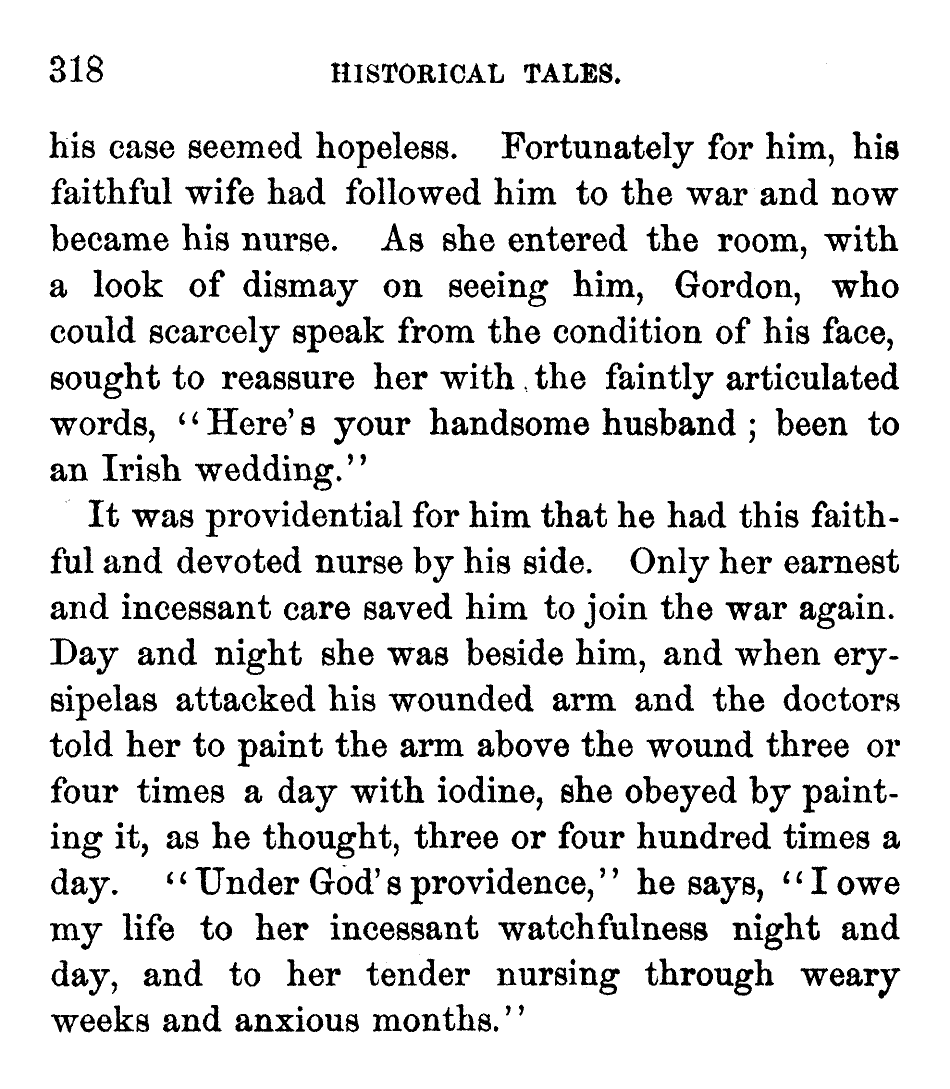 318 HISTORICAL TALES.
his case seemed hopeless. Fortunately for him, his
faithful wife had followed him to the war and now
became his nurse. As she entered the room, with
a look of dismay on seeing him, Gordon, who
could scarcely speak from the condition of his face,
sought to reassure her with the faintly articulated
words, “Here’s your handsome husband ; been to
an Irish wedding.”
It was providential for him that he had this faith-
ful and devoted nurse by his side. Only her earnest
and incessant care saved him to join the war again.
Day and night she was beside him, and when ery-
sipelas attacked his wounded arm and the doctors
told her to paint the arm above the wound three or
four times a day with iodine, she obeyed by paint-
ing it, as he thought, three or four hundred times a
day. “Under God’s providence,” he says, “I owe
my life to her incessant watchfulness night and
day, and to her tender nursing through weary
weeks and anxious months.”